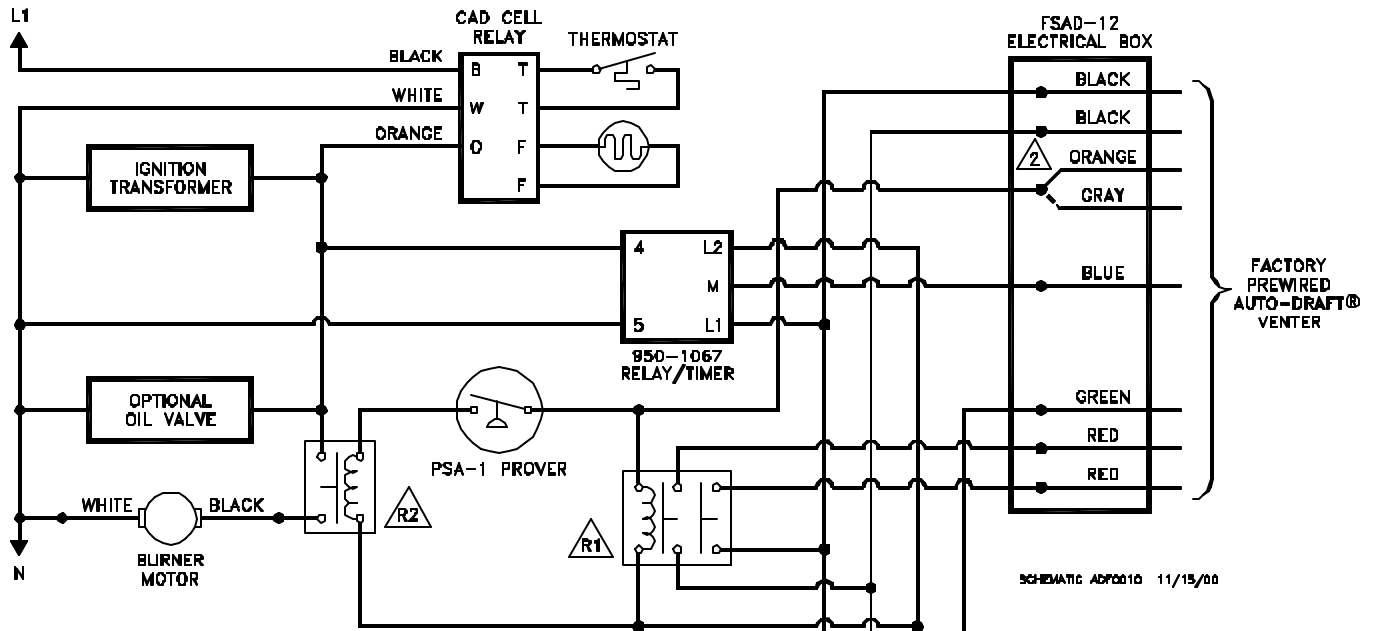 L1
CAD CELL
RELAY
THERMOSTAT
FSAD-12
ELECTRICAL BOX
BLACK
B
T
BLACK
WHITE
W
T
BLACK
ORANGE
O
F
2
ORANGE
IGNITION
TRANSFORMER
F
GRAY
4
L2
M
BLUE
FACTORY
PREWIRED
AUTO-DRAFT®
VENTER
5
L1
950-1067
RELAY/TIMER
OPTIONAL
OIL VALVE
GREEN
RED
PSA-1 PROVER
RED
WHITE
BLACK
R2
R1
BURNER
MOTOR
N
SCHEMATIC ADF0010 11/15/00